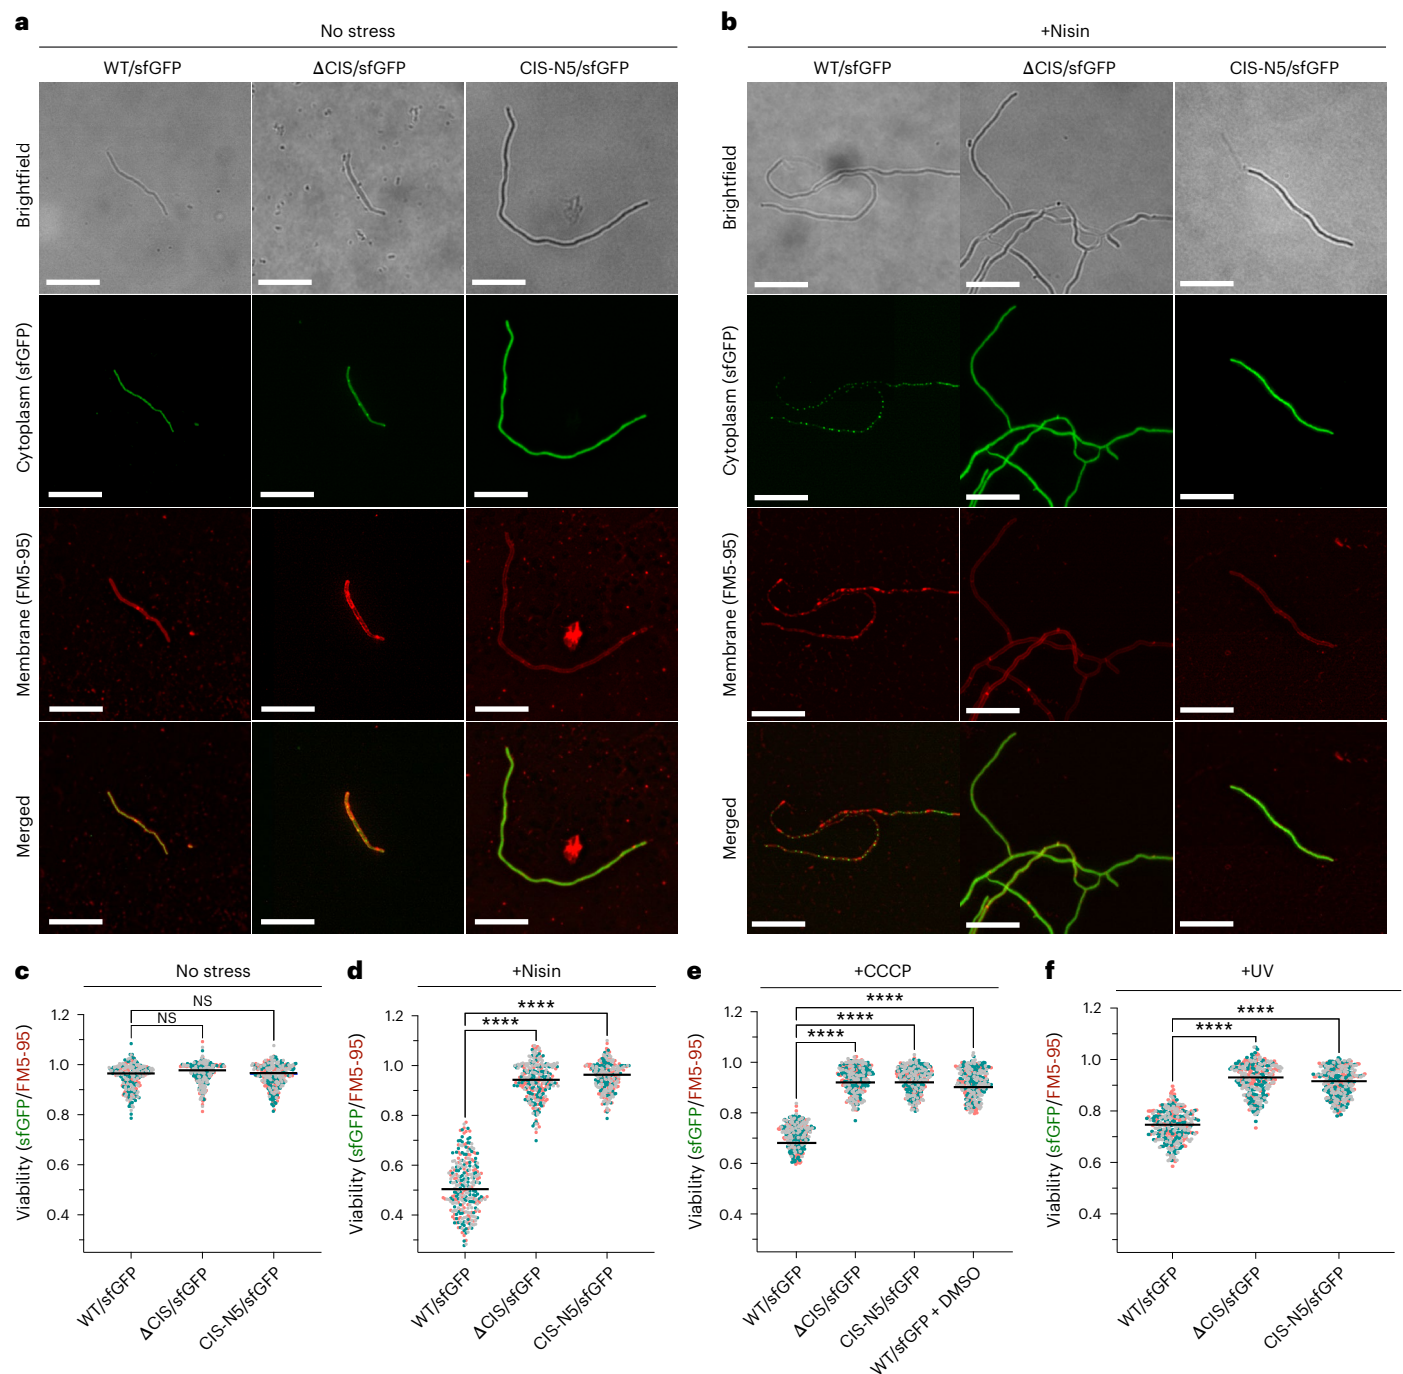 a
No stress
WT/sfGFP
ΔCIS/sfGFP
CIS-N5/sfGFP
Brightfield
Cytoplasm (sfGFP)
Membrane (FM5-95)
Merged
b
+Nisin
WT/sfGFP
ΔCIS/sfGFP
CIS-N5/sfGFP
Brightfield
Cytoplasm (sfGFP)
Membrane (FM5-95)
Merged
c
No stress
NS
NS
Viability (sfGFP/FM5-95)
1.2
1.0
0.8
0.6
0.4
WT/sfGFP
ΔCIS/sfGFP
CIS-N5/sfGFP
d
+Nisin
****
****
Viability (sfGFP/FM5-95)
1.2
1.0
0.8
0.6
0.4
WT/sfGFP
ΔCIS/sfGFP
CIS-N5/sfGFP
e
+CCCP
****
****
****
Viability (sfGFP/FM5-95)
1.2
1.0
0.8
0.6
0.4
WT/sfGFP
ΔCIS/sfGFP
CIS-N5/sfGFP
WT/sfGFP + DMSO
f
+UV
****
****
Viability (sfGFP/FM5-95)
1.2
1.0
0.8
0.6
0.4
WT/sfGFP
ΔCIS/sfGFP
CIS-N5/sfGFP